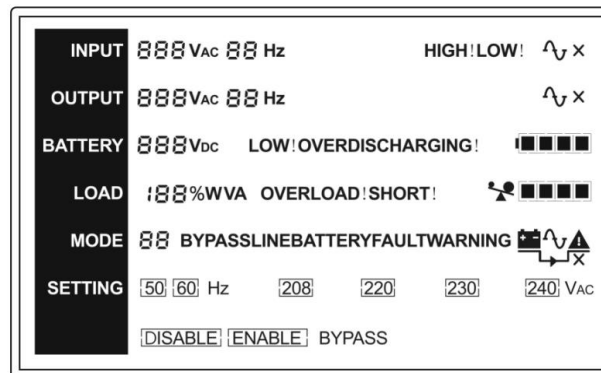 INPUT 888 VAC 88 Hz HIGH!LOW!
OUTPUT 888 VAC 88 Hz
BATTERY 888 VDC LOW!OVERDISCHARGING!
LOAD 188 %WVA OVERLOAD!SHORT!
MODE 88 BYPASSLINEBATTERYFAULTWARNING
SETTING 50 60 Hz 208 220 230 240 VAC
DISABLE ENABLE BYPASS